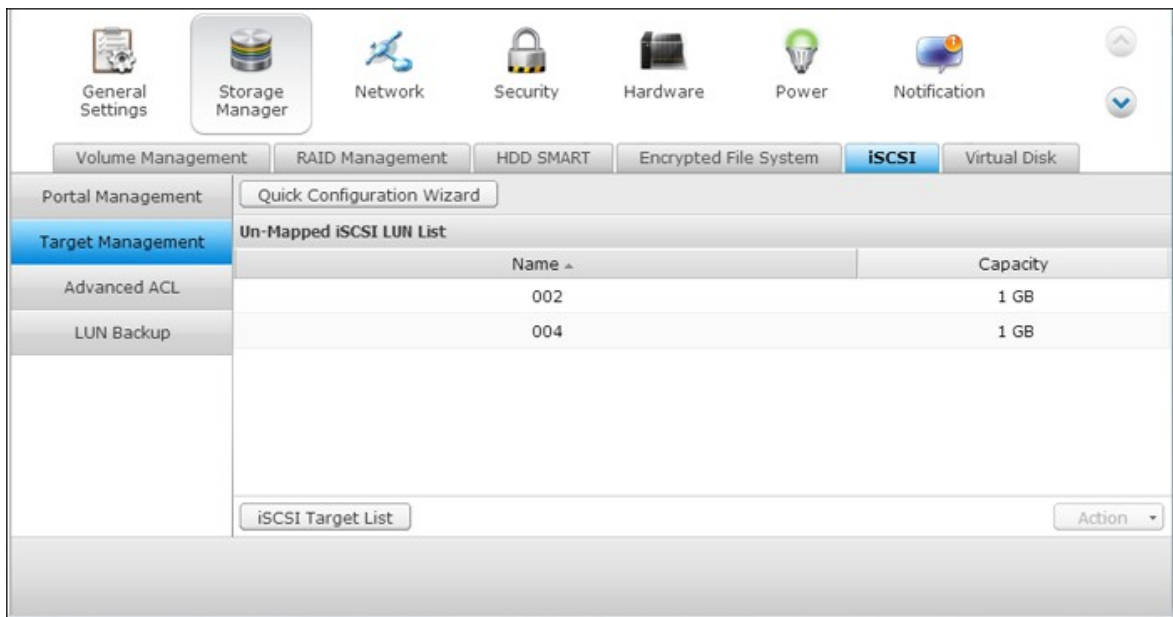 General Settings
Storage Manager
Network
Security
Hardware
Power
1
Notification
Volume Management
RAID Management
HDD SMART
Encrypted File System
iSCSI
Virtual Disk
Portal Management
Target Management
Advanced ACL
LUN Backup
Quick Configuration Wizard
Un-Mapped iSCSI LUN List
Name Capacity
002 1 GB
004 1 GB
iSCSI Target List
Action